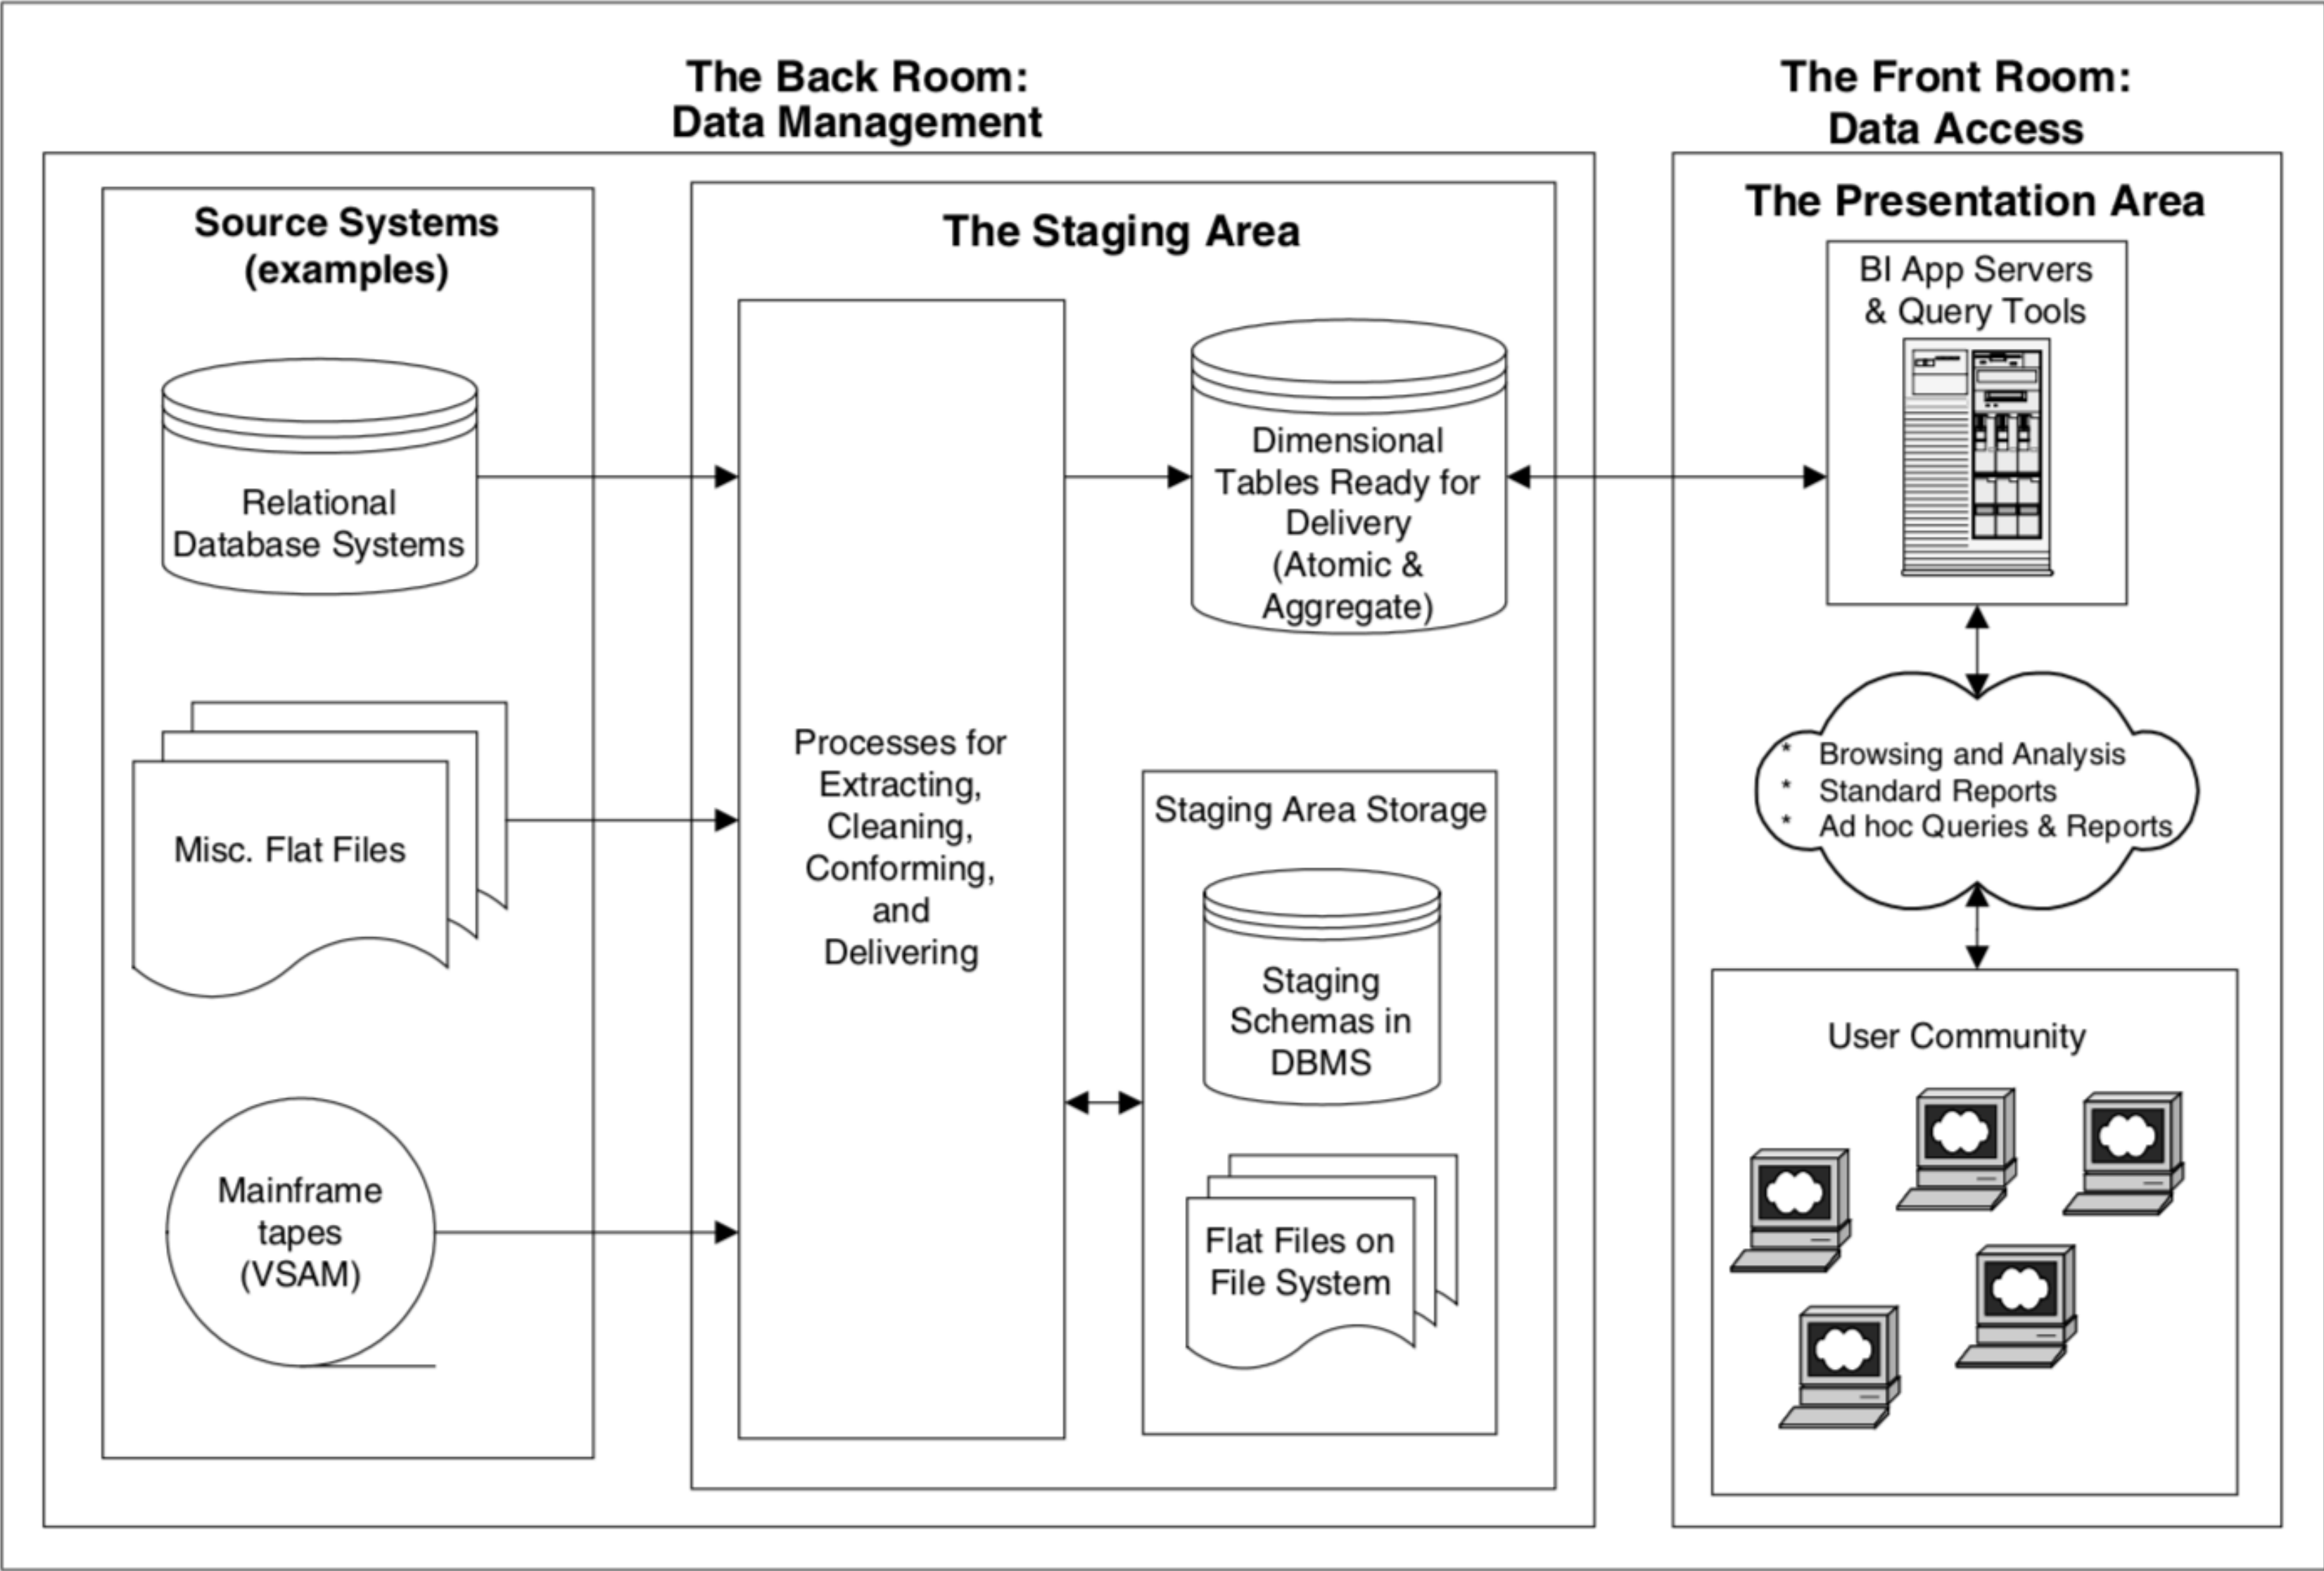 The Back Room:
Data Management
The Front Room:
Data Access
Source Systems
(examples)
Relational
Database Systems
Misc. Flat Files
Mainframe
tapes
(VSAM)
The Staging Area
Processes for
Extracting,
Cleaning,
Conforming,
and
Delivering
Dimensional
Tables Ready for
Delivery
(Atomic &
Aggregate)
Staging Area Storage
Staging
Schemas in
DBMS
Flat Files on
File System
The Presentation Area
BI App Servers
& Query Tools
* Browsing and Analysis
* Standard Reports
* Ad hoc Queries & Reports
User Community